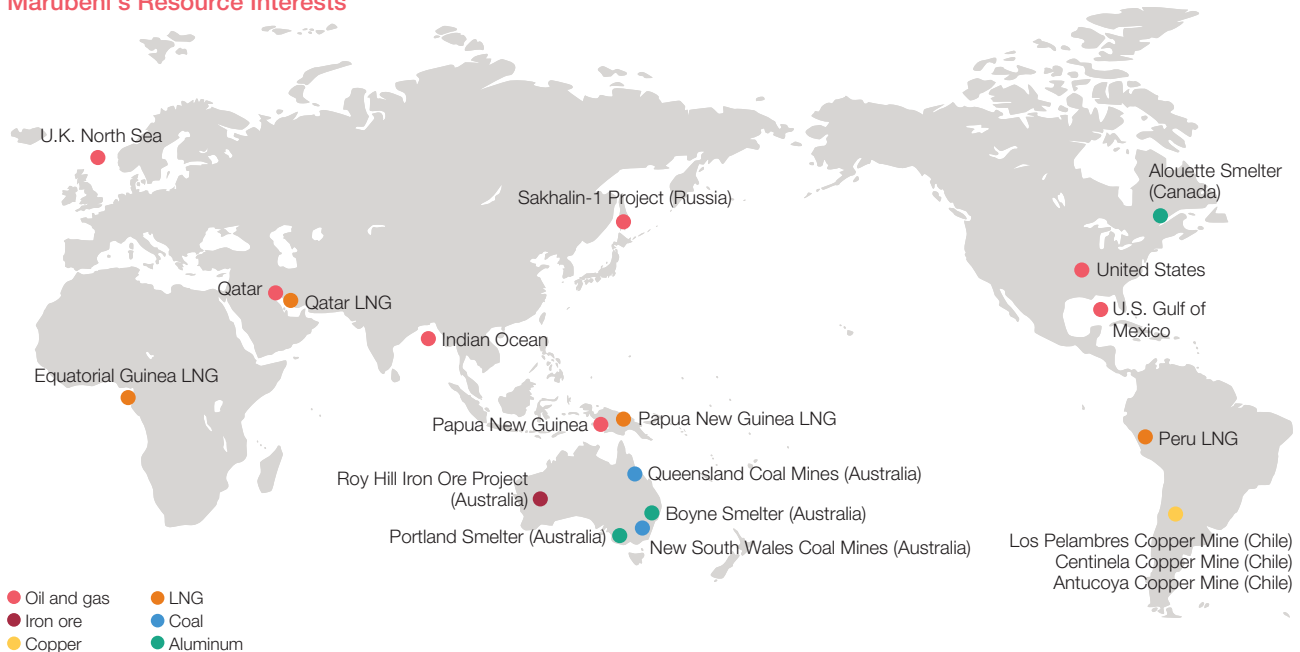 Marubeni's Resource Interests
U.K. North Sea
Alouette Smelter
(Canada)
Sakhalin-1 Project (Russia)
United States
Qatar
Qatar LNG
U.S. Gulf of
Mexico
Indian Ocean
Equatorial Guinea LNG
Papua New Guinea
Papua New Guinea LNG
Peru LNG
Roy Hill Iron Ore Project
(Australia)
Queensland Coal Mines (Australia)
Boyne Smelter (Australia)
Portland Smelter (Australia)
New South Wales Coal Mines (Australia)
Los Pelambres Copper Mine (Chile)
Centinela Copper Mine (Chile)
Antucoya Copper Mine (Chile)
Oil and gas
LNG
Iron ore
Coal
Copper
Aluminum